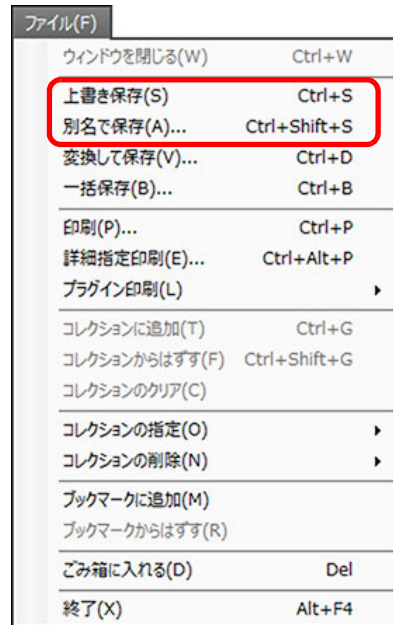 ファイル(F)
ウィンドウを閉じる(W) Ctrl+W
上書き保存(S) Ctrl+S
別名で保存(A)... Ctrl+Shift+S
変換して保存(V)... Ctrl+D
一括保存(B)... Ctrl+B
印刷(P)... Ctrl+P
詳細指定印刷(E)... Ctrl+Alt+P
プラグイン印刷(L)
コレクションに追加(T) Ctrl+G
コレクションからはずす(F) Ctrl+Shift+G
コレクションのクリア(C)
コレクションの指定(O)
コレクションの削除(N)
ブックマークに追加(M)
ブックマークからはずす(R)
ごみ箱に入れる(D) Del
終了(X) Alt+F4